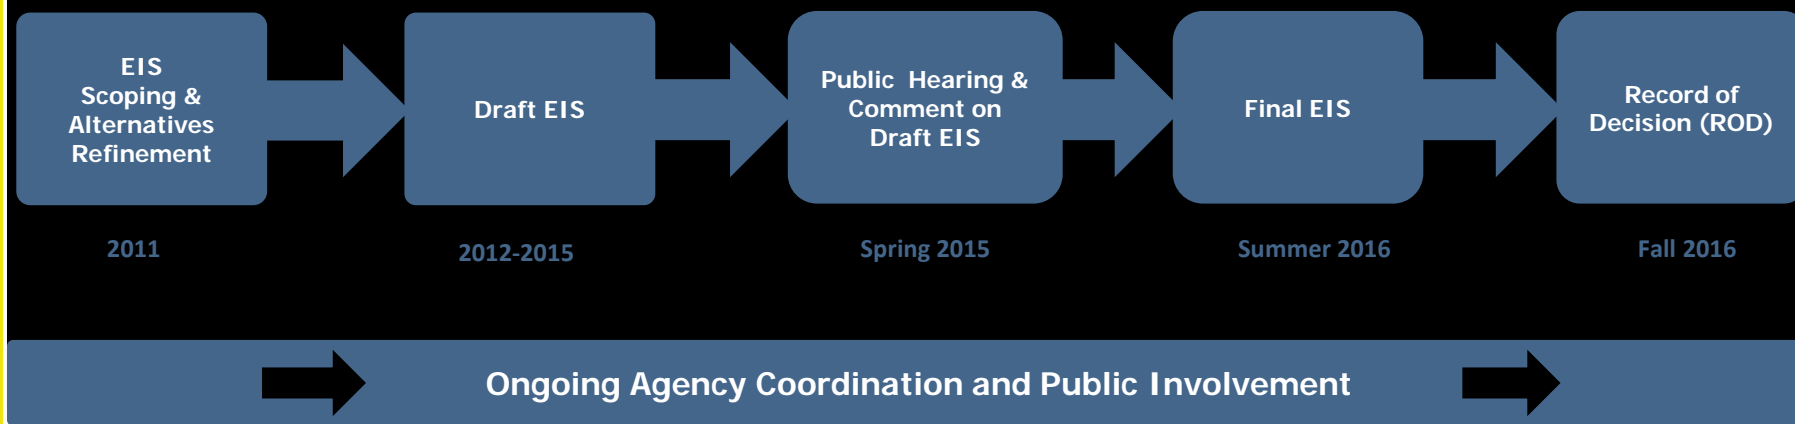 EIS
Scoping &
Alternatives
Refinement
Draft EIS
Public Hearing &
Comment on
Draft EIS
Final EIS
Record of
Decision (ROD)
2011
2012-2015
Spring 2015
Summer 2016
Fall 2016
Ongoing Agency Coordination and Public Involvement